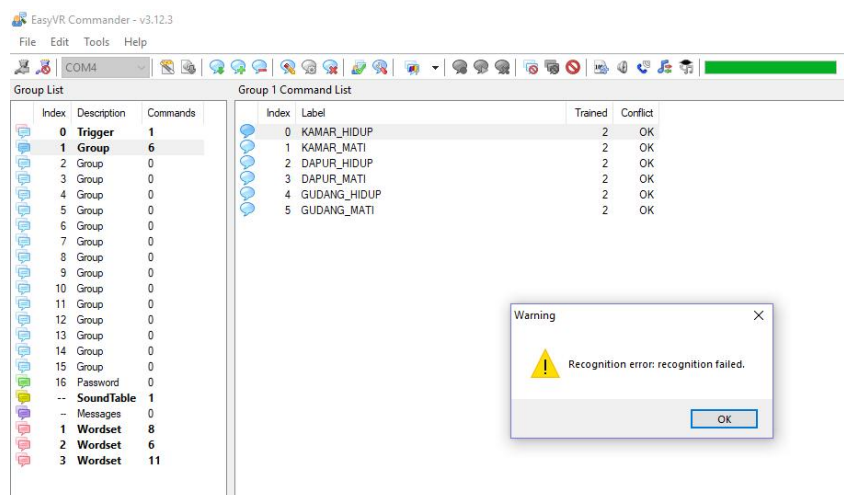 EasyVR Commander - v3.12.3
File Edit Tools Help
COM4
Group List
Index Description Commands
0 Trigger 1
1 Group 6
2 Group 0
3 Group 0
4 Group 0
5 Group 0
6 Group 0
7 Group 0
8 Group 0
9 Group 0
10 Group 0
11 Group 0
12 Group 0
13 Group 0
14 Group 0
15 Group 0
16 Password 0
-- SoundTable 1
-- Messages 0
1 Wordset 8
2 Wordset 6
3 Wordset 11
Group 1 Command List
Index Label Trained Conflict
0 KAMAR_HIDUP 2 OK
1 KAMAR_MATI 2 OK
2 DAPUR_HIDUP 2 OK
3 DAPUR_MATI 2 OK
4 GUDANG_HIDUP 2 OK
5 GUDANG_MATI 2 OK
Warning
Recognition error: recognition failed.
OK